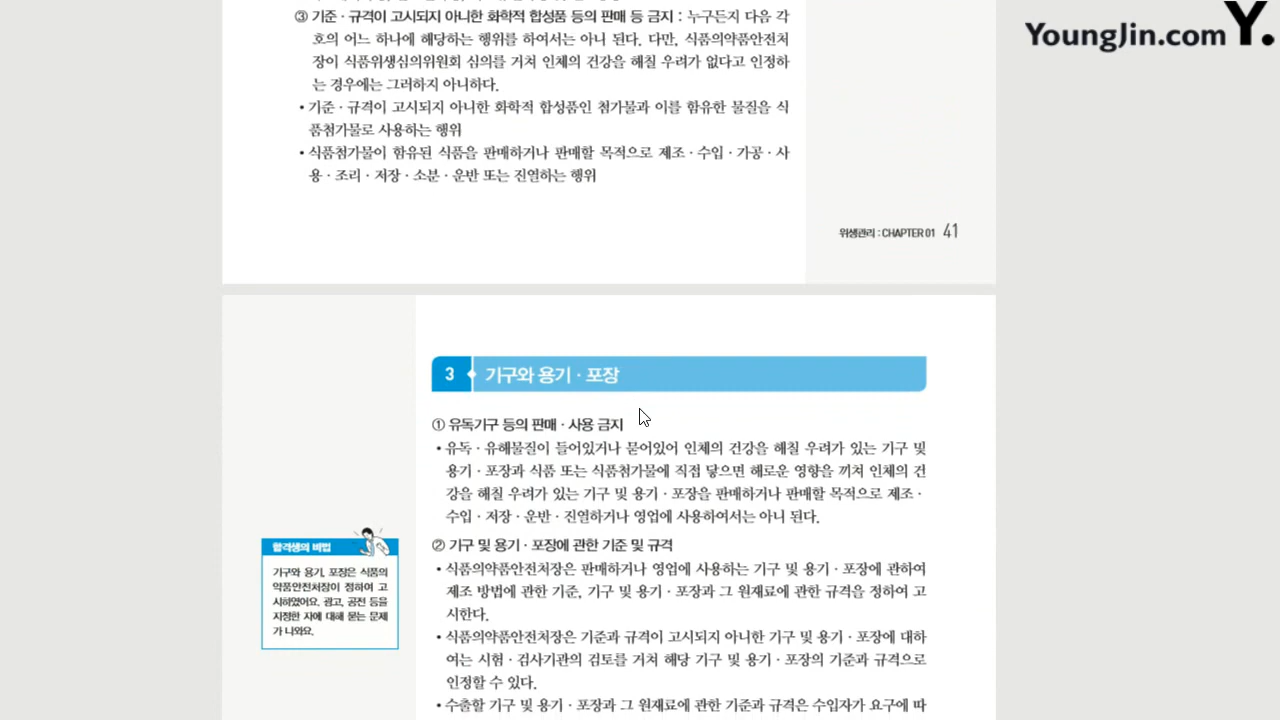 ③ 기준 · 규격이 고시되지 아니한 화학적 합성품 등의 판매 등 금지 : 누구든지 다음 각
호의 어느 하나에 해당하는 행위를 하여서는 아니 된다. 다만, 식품의약품안전처
장이 식품위생심의위원회 심의를 거쳐 인체의 건강을 해칠 우려가 없다고 인정하
는 경우에는 그러하지 아니하다.
• 기준 · 규격이 고시되지 아니한 화학적 합성품인 첨가물과 이를 함유한 물질을 식
품첨가물로 사용하는 행위
• 식품첨가물이 함유된 식품을 판매하거나 판매할 목적으로 제조 · 수입 · 가공 · 사
용 · 조리 · 저장 · 소분 · 운반 또는 진열하는 행위
위생관리 : CHAPTER 01 41
YoungJin.com Y.
3 기구와 용기 · 포장
① 유독기구 등의 판매 · 사용 금지
• 유독 · 유해물질이 들어있거나 묻어있어 인체의 건강을 해칠 우려가 있는 기구 및
용기 · 포장과 식품 또는 식품첨가물에 직접 닿으면 해로운 영향을 끼쳐 인체의 건
강을 해칠 우려가 있는 기구 및 용기 · 포장을 판매하거나 판매할 목적으로 제조 ·
수입 · 저장 · 운반 · 진열하거나 영업에 사용하여서는 아니 된다.
② 기구 및 용기 · 포장에 관한 기준 및 규격
• 식품의약품안전처장은 판매하거나 영업에 사용하는 기구 및 용기 · 포장에 관하여
제조 방법에 관한 기준, 기구 및 용기 · 포장과 그 원재료에 관한 규격을 정하여 고
시한다.
• 식품의약품안전처장은 기준과 규격이 고시되지 아니한 기구 및 용기 · 포장에 대하
여는 시험 · 검사기관의 검토를 거쳐 해당 기구 및 용기 · 포장의 기준과 규격으로
인정할 수 있다.
• 수출할 기구 및 용기 · 포장과 그 원재료에 관한 기준과 규격은 수입자가 요구에 따
합격생의 비법
기구와 용기, 포장은 식품의
약품안전처장이 정하여 고
시하였어요. 광고, 공전 등을
지정한 자에 대해 묻는 문제
가 나와요.